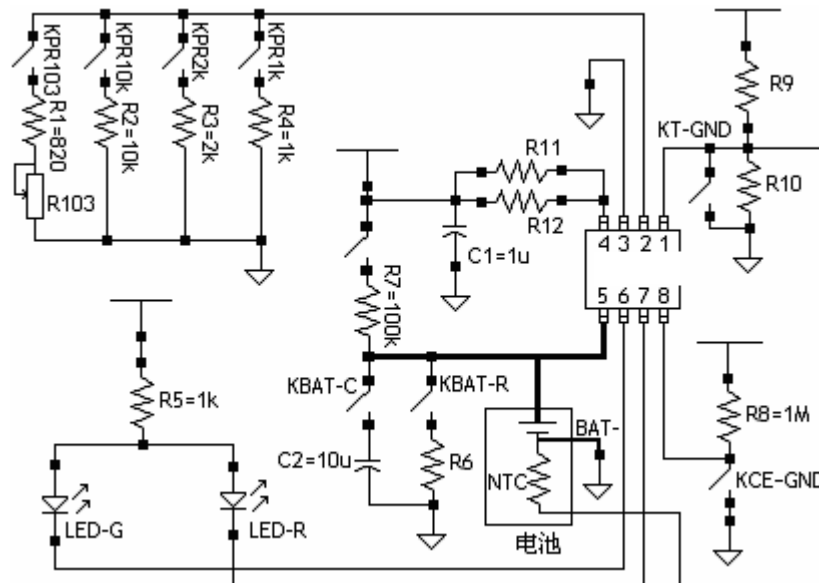 KPR103
KPR10k
KPR2k
KPR1k
R1=820
R2=10k
R3=2k
R4=1k
R103
R9
KT-GND
R10
R11
R12
C1=1u
4 3 2 1
5 6 7 8
R7=100k
KBAT-C
KBAT-R
BAT-
R5=1k
R8=1M
C2=10u
R6
NTC
KCE-GND
LED-G
LED-R
电池